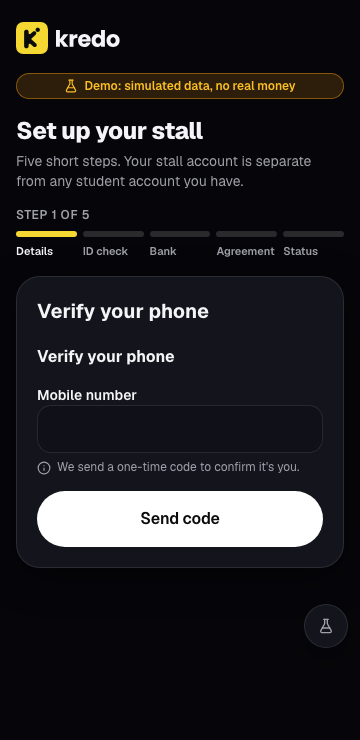 kredo
Demo: simulated data, no real money
Set up your stall
Five short steps. Your stall account is separate
from any student account you have.
STEP 1 OF 5
Details ID check Bank Agreement Status
Verify your phone
Verify your phone
Mobile number
We send a one-time code to confirm it's you.
Send code